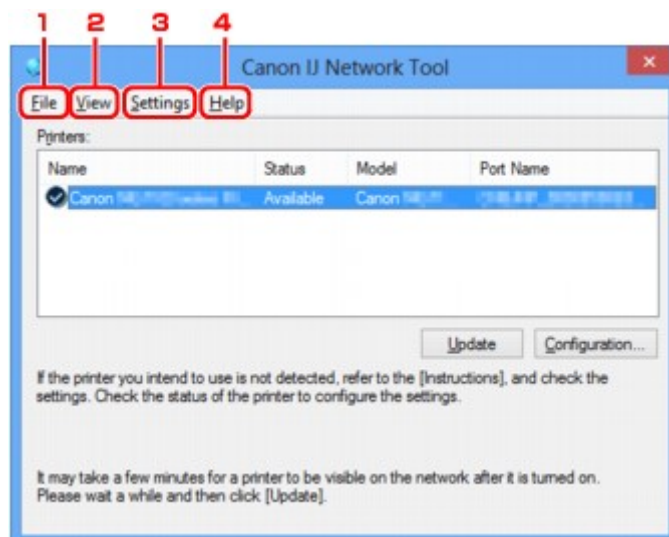 1 2 3 4
Canon IJ Network Tool
File View Settings Help
Printers:
Name Status Model Port Name
Canon Available Canon
Update Configuration...
If the printer you intend to use is not detected, refer to the [Instructions], and check the
settings. Check the status of the printer to configure the settings.
It may take a few minutes for a printer to be visible on the network after it is turned on.
Please wait a while and then click [Update].